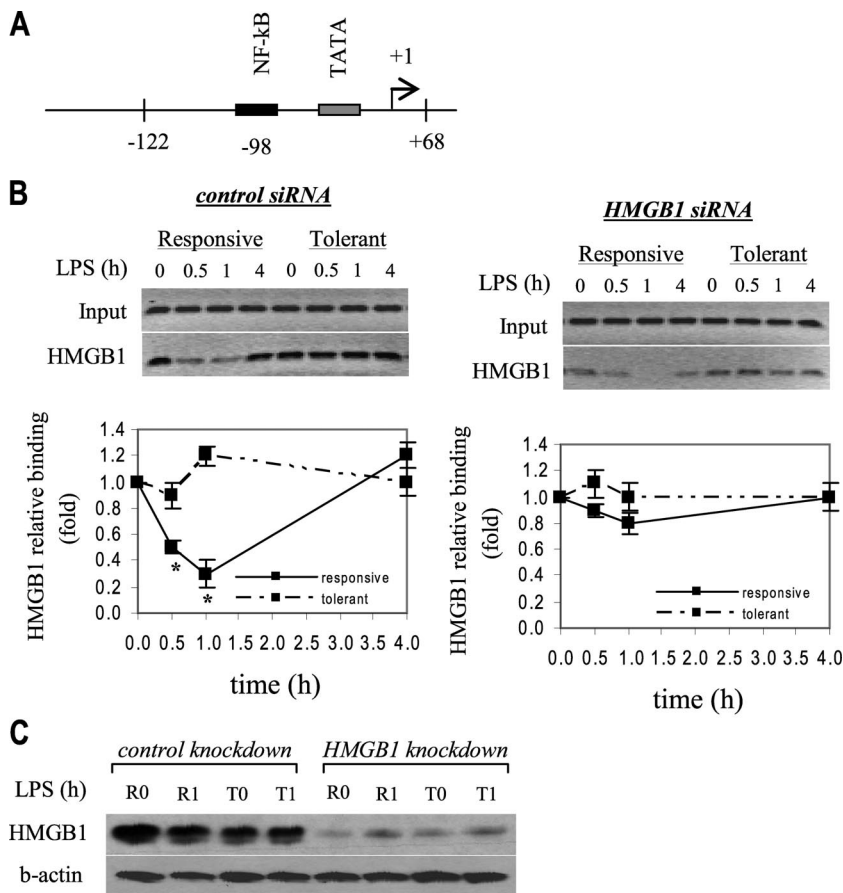 A
NF-kB
TATA
+1
-122
-98
+68
B
control siRNA
Responsive Tolerant
LPS (h) 0 0.5 1 4 0 0.5 1 4
Input
HMGB1
HMGB1 relative binding
(fold)
1.4
1.2
1.0
0.8
0.6
0.4
0.2
0.0
*
*
responsive
tolerant
0.0 0.5 1.0 1.5 2.0 2.5 3.0 3.5 4.0
time (h)
HMGB1 siRNA
Responsive Tolerant
LPS (h) 0 0.5 1 4 0 0.5 1 4
Input
HMGB1
HMGB1 relative binding
(fold)
1.4
1.2
1.0
0.8
0.6
0.4
0.2
0.0
responsive
tolerant
0.0 0.5 1.0 1.5 2.0 2.5 3.0 3.5 4.0
time (h)
C
control knockdown HMGB1 knockdown
LPS (h) R0 R1 T0 T1 R0 R1 T0 T1
HMGB1
b-actin